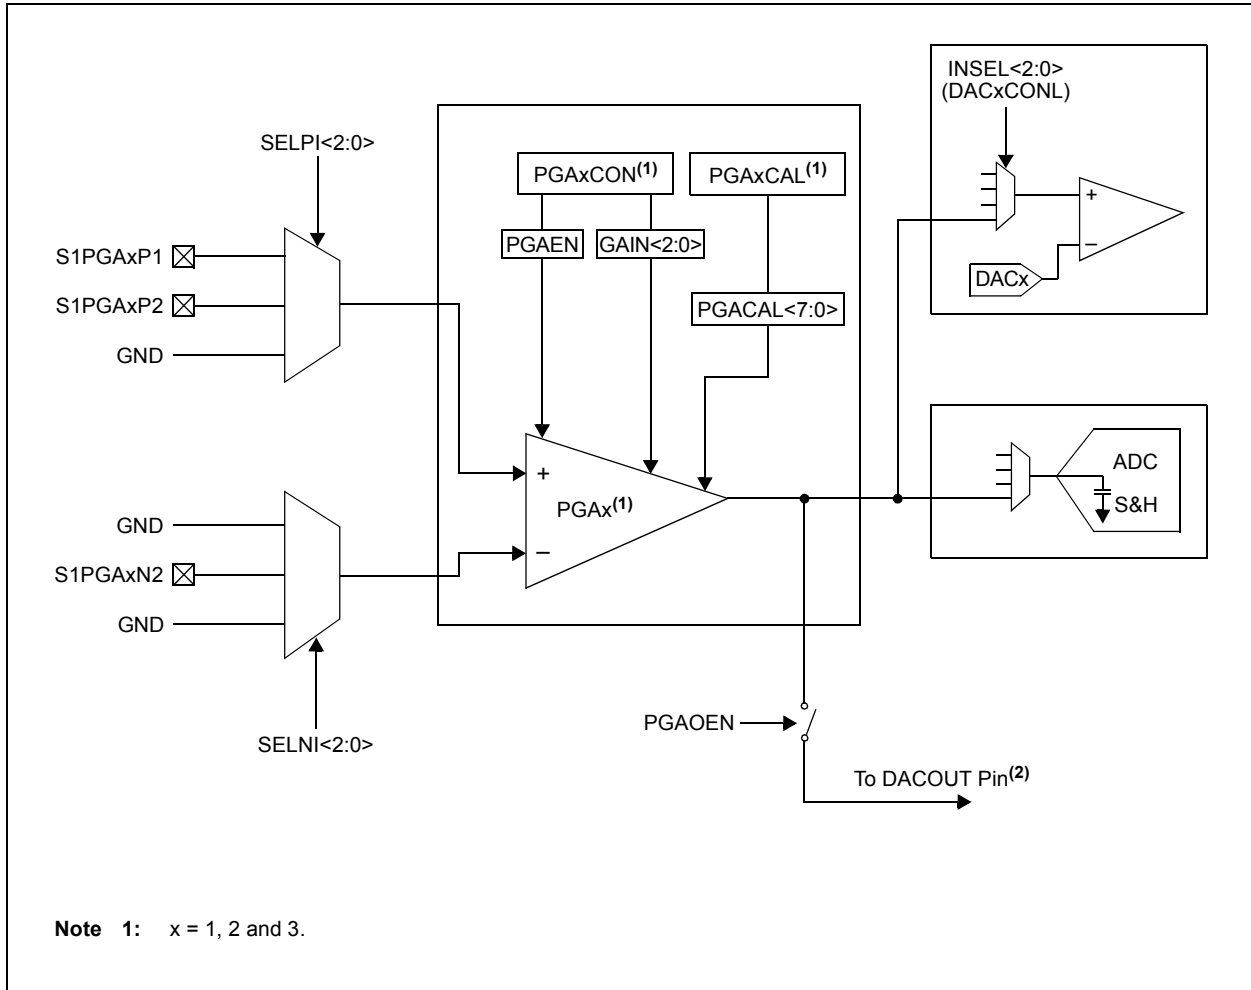 INSEL<2:0>
(DACxCONL)
SELPI<2:0>
PGAxCON(1)
PGAxCAL(1)
PGAEN
GAIN<2:0>
PGACAL<7:0>
S1PGAxP1
S1PGAxP2
GND
+
−
DACx
+
−
PGAx(1)
ADC
S&H
GND
S1PGAxN2
GND
SELNI<2:0>
PGAOEN
To DACOUT Pin(2)
Note 1: x = 1, 2 and 3.